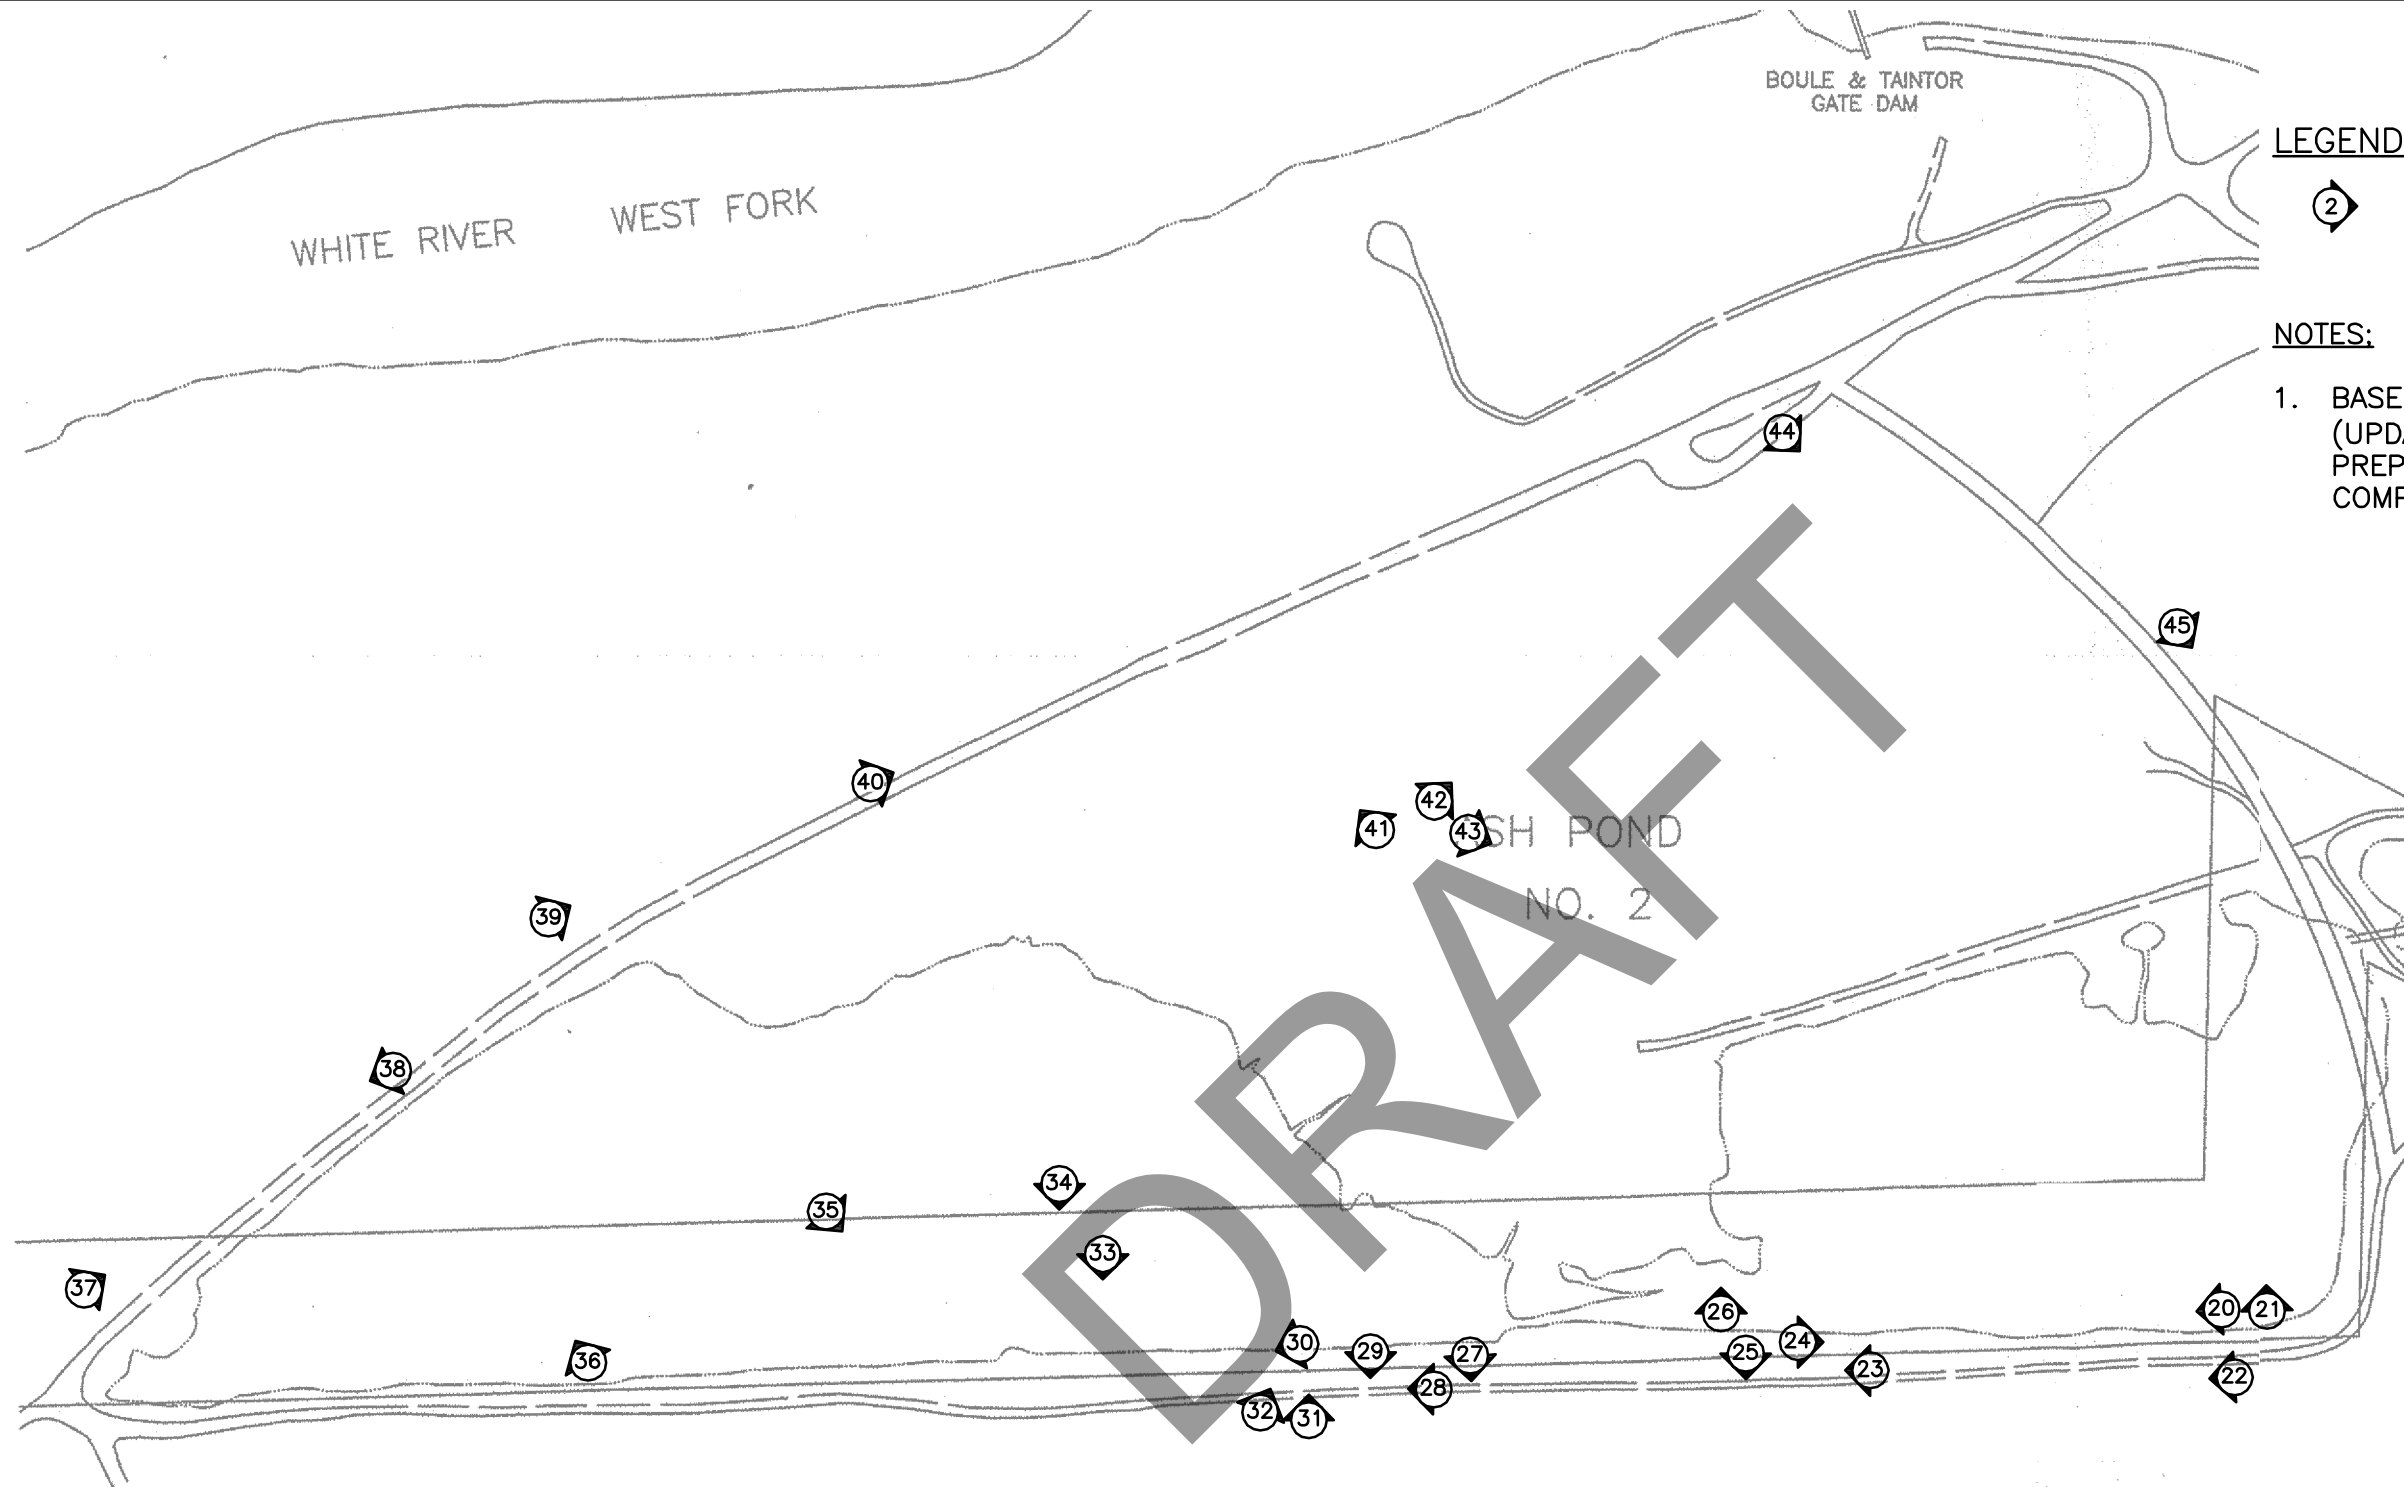 BOULE & TAINTOR
GATE DAM
WHITE RIVER WEST FORK
LEGEND
2
NOTES;
1. BASE
(UPDA
PREP
COMP
44
45
40
42
41
43
ASH POND
39
NO. 2
38
34
35
33
37
26
20
21
30
24
36
29
27
25
23
28
22
32
31
DRAFT